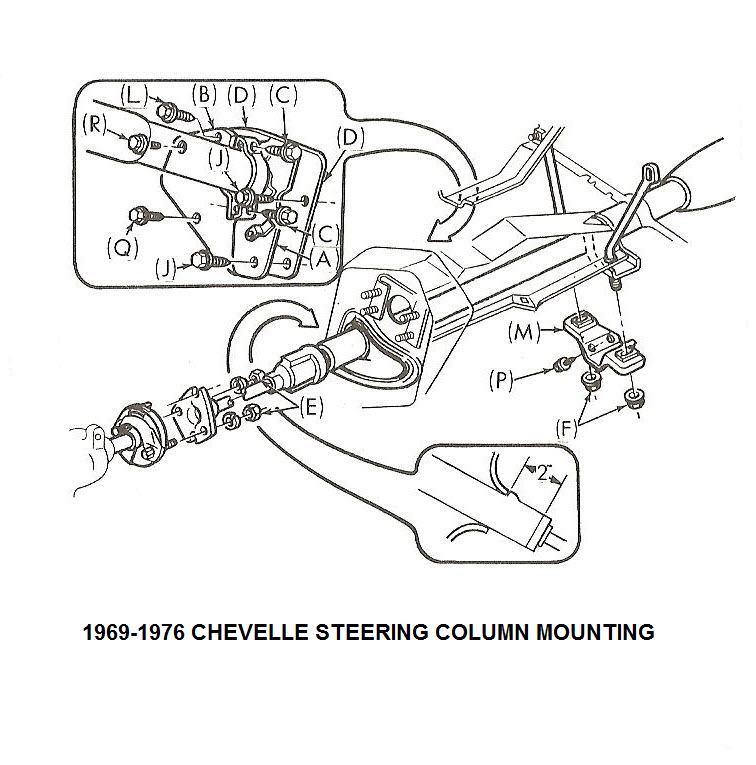 (L) (B) (D) (C)
(R)
(J)
(D)
(Q)
(C)
(J)
(A)
(M)
(P)
(E)
(F)
2"
1969-1976 CHEVELLE STEERING COLUMN MOUNTING